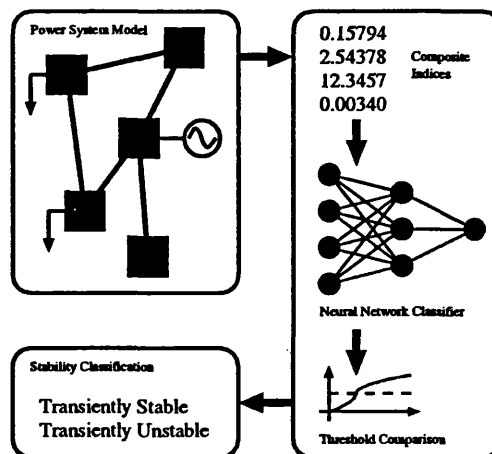 Power System Model
0.15794
2.54378
12.3457
0.00340
Composite
Indices
Neural Network Classifier
Threshold Comparison
Stability Classification
Transiently Stable
Transiently Unstable